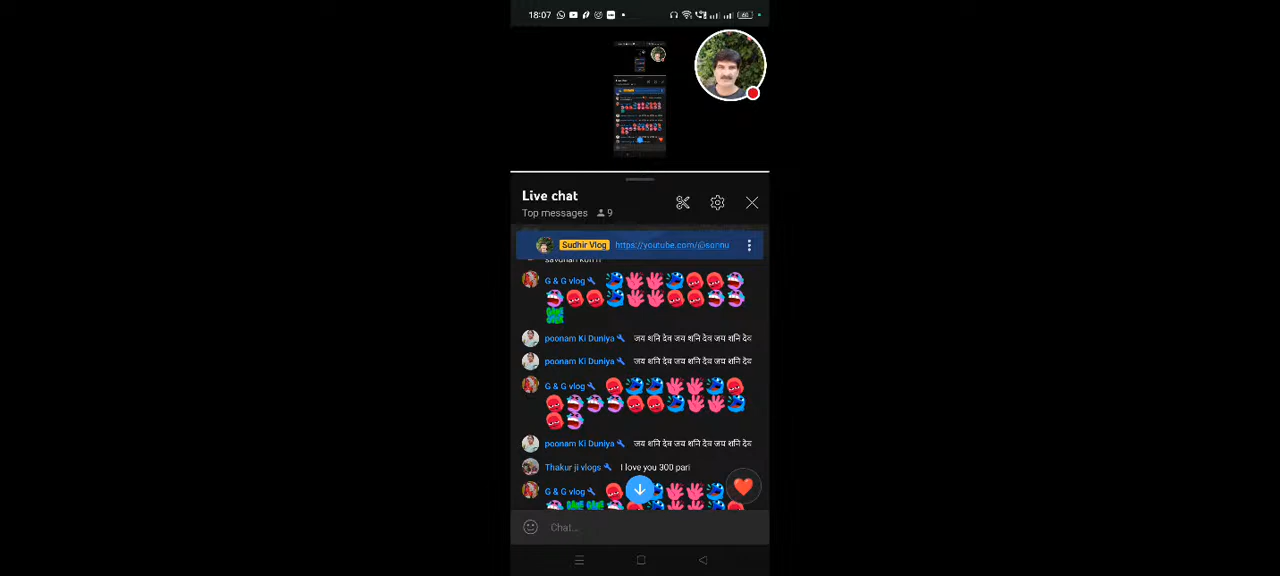 18:07
Live chat
Top messages 9
Sudhir Vlog https://youtube.com/@sonnu
G & G vlog
poonam Ki Duniya जय शनि देव जय शनि देव जय शनि देव
poonam Ki Duniya जय शनि देव जय शनि देव जय शनि देव
G & G vlog
poonam Ki Duniya जय शनि देव जय शनि देव जय शनि देव
Thakur ji vlogs I love you 300 pari
G & G vlog
Chat...